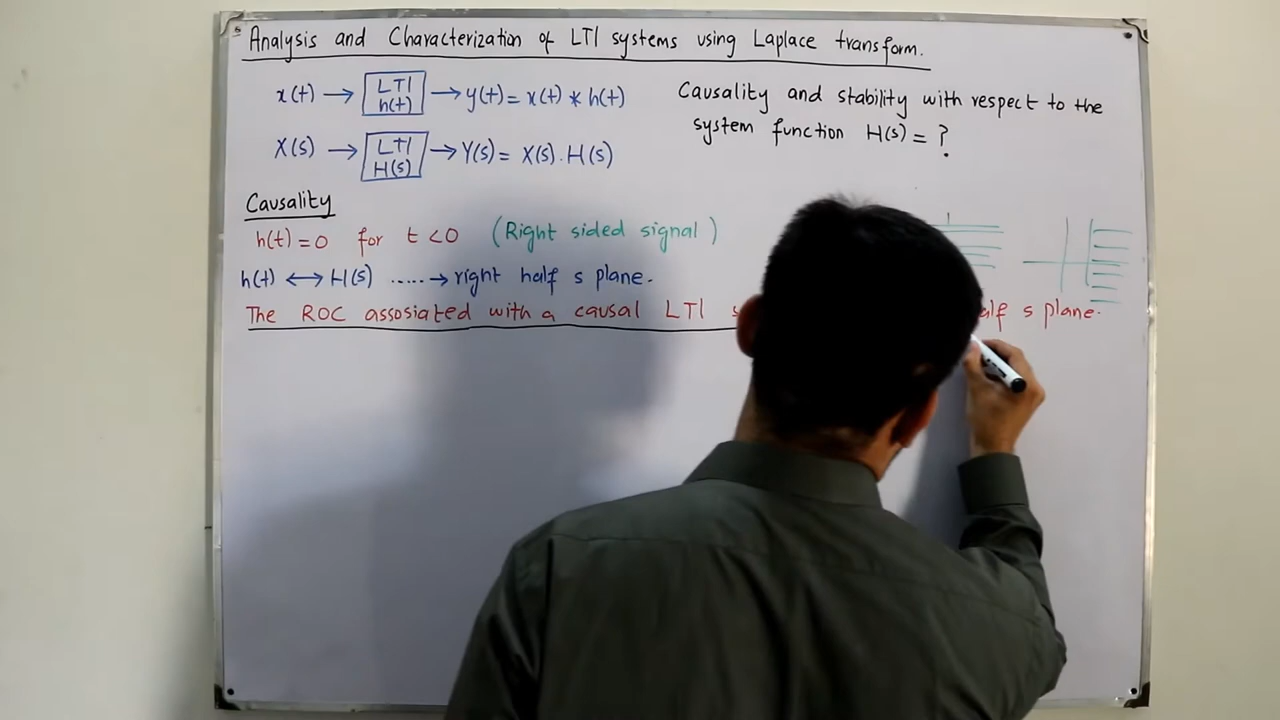 Analysis and Characterization of LTI systems using Laplace transform.
x(t) → LTI h(t) → y(t) = x(t) * h(t)
X(s) → LTI H(s) → Y(s) = X(s) . H(s)
Causality and stability with respect to the
system function H(s) = ?
Causality
h(t) = 0 for t < 0 (Right sided signal)
h(t) ↔ H(s) ..... → right half s plane.
The ROC assosiated with a causal LTI s plane.